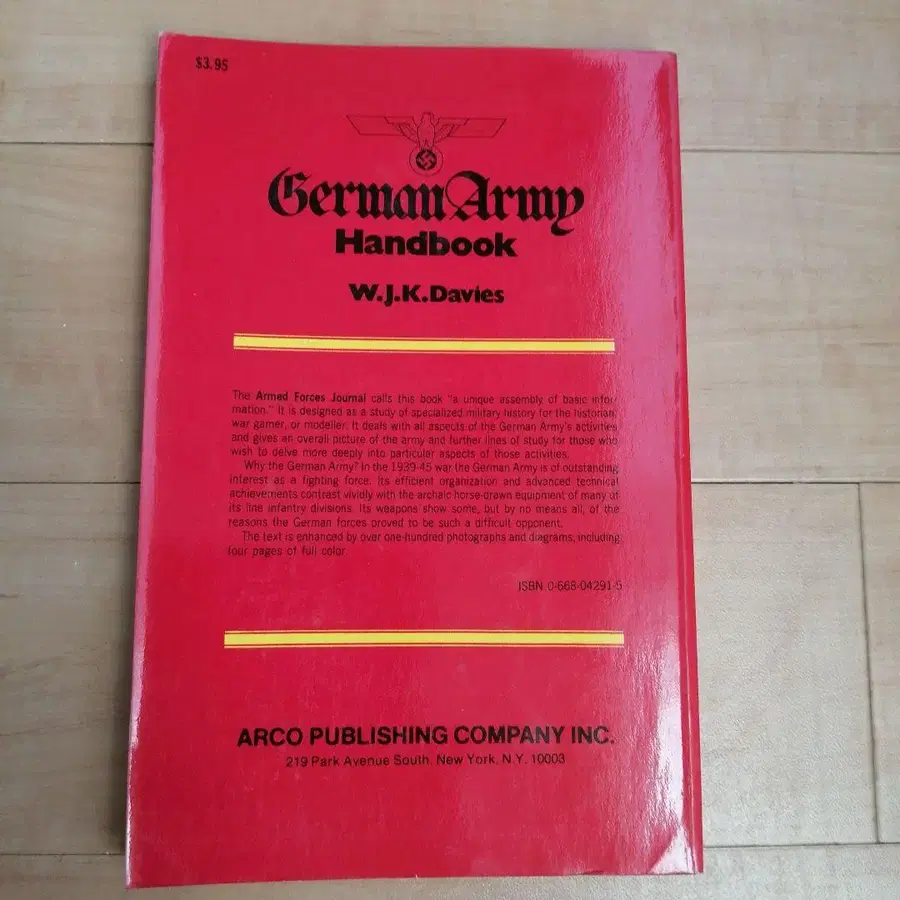 $3.95
German Army
Handbook
W.J.K.Davies
The Armed Forces Journal calls this book "a unique assembly of basic infor-
mation." It is designed as a study of specialized military history for the historian,
war gamer, or modeller. It deals with all aspects of the German Army's activities
and gives an overall picture of the army and further lines of study for those who
wish to delve more deeply into particular aspects of those activities.
Why the German Army? In the 1939-45 war the German Army is of outstanding
interest as a fighting force. Its efficient organization and advanced technical
achievements contrast vividly with the archaic horse-drawn equipment of many of
its line infantry divisions. Its weapons show some, but by no means all, of the
reasons the German forces proved to be such a difficult opponent.
The text is enhanced by over one-hundred photographs and diagrams, including
four pages of full color.
ISBN 0-668-04291-5
ARCO PUBLISHING COMPANY INC.
219 Park Avenue South, New York, N.Y. 10003